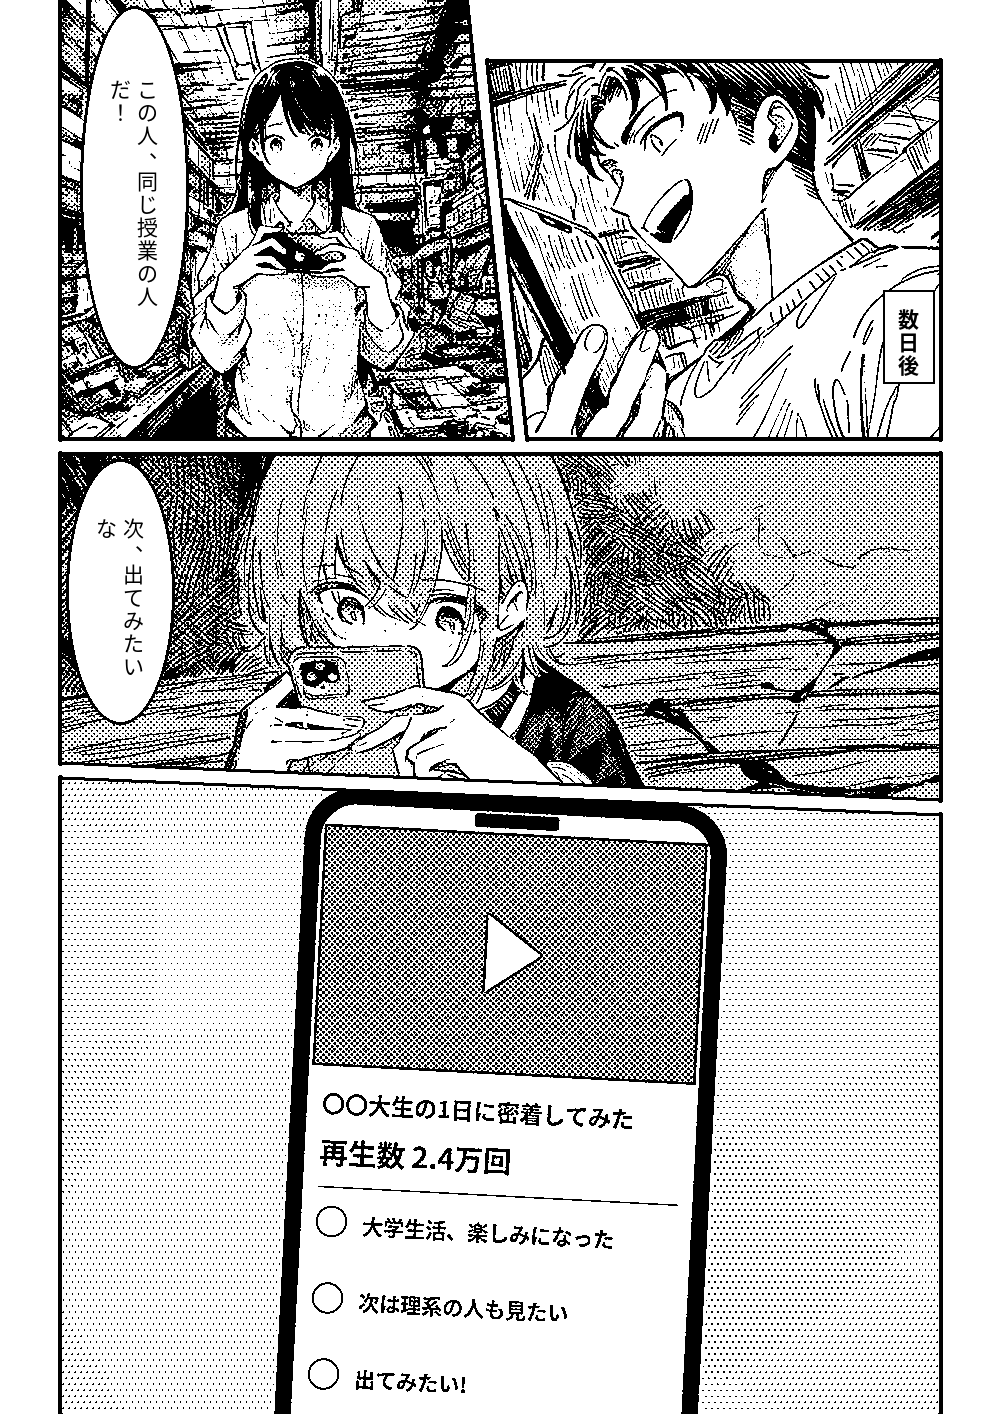 数日後
この人、同じ授業の人
だ！
次、出てみたい
な
〇〇大生の1日に密着してみた
再生数 2.4万回
大学生活、楽しみになった
次は理系の人も見たい
出てみたい!